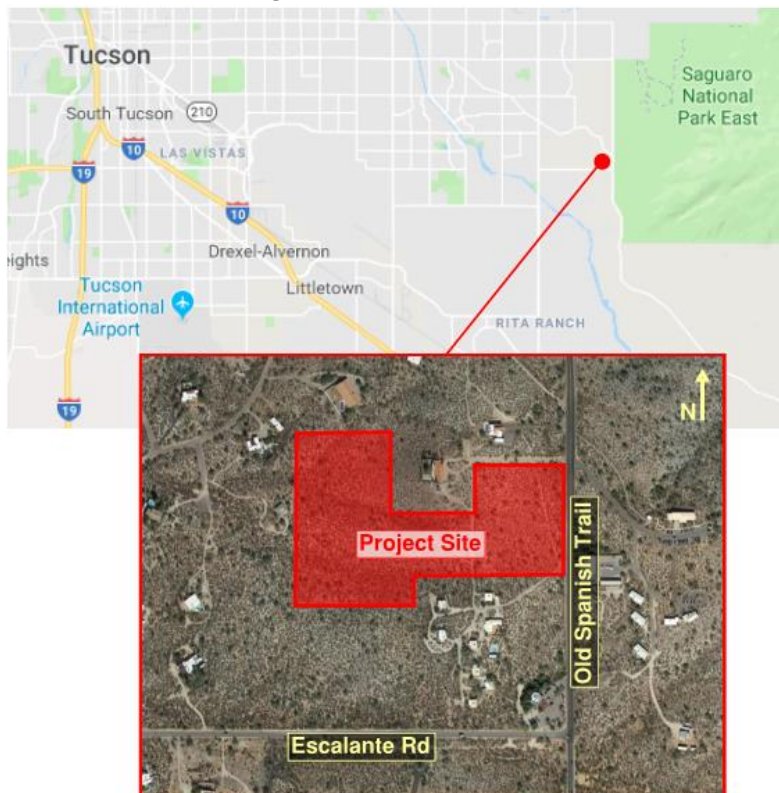 Tucson
Saguaro
National
Park East
South Tucson
210
10
LAS VISTAS
19
10
Drexel-Alvernon
eights
Littletown
Tucson
International
Airport
RITA RANCH
19
N
Project Site
Old Spanish Trail
Escalante Rd